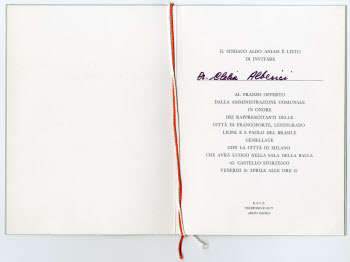 IL SINDACO ALDO ANIASI È LIETO
DI INVITARE
Clelia Alberici
AL PRANZO OFFERTO
DALLA AMMINISTRAZIONE COMUNALE
IN ONORE
DEI RAPPRESENTANTI DELLE
CITTÀ DI FRANCOFORTE, LENINGRADO
LIONE E S. PAOLO DEL BRASILE
GEMELLATE
CON LA CITTÀ DI MILANO
CHE AVRÀ LUOGO NELLA SALA DELLA BALLA
AL CASTELLO SFORZESCO
VENERDÌ 16 APRILE ALLE ORE
R.S.V.P.